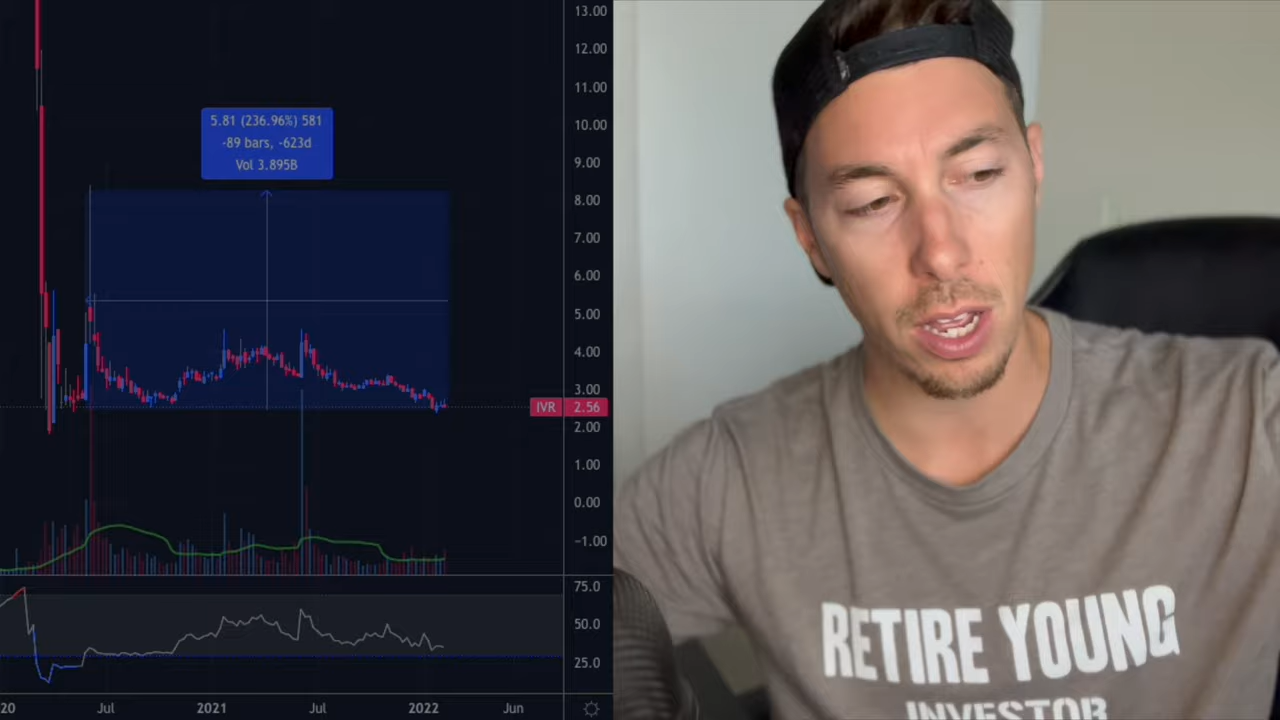 13.00
12.00
11.00
10.00
9.00
8.00
7.00
6.00
5.00
4.00
3.00
IVR 2.56
2.00
1.00
0.00
−1.00
5.81 (236.96%) 581
-89 bars, -623d
Vol 3.895B
75.0
50.0
25.0
20 Jul 2021 Jul 2022 Jun
RETIRE YOUNG
INVESTOR